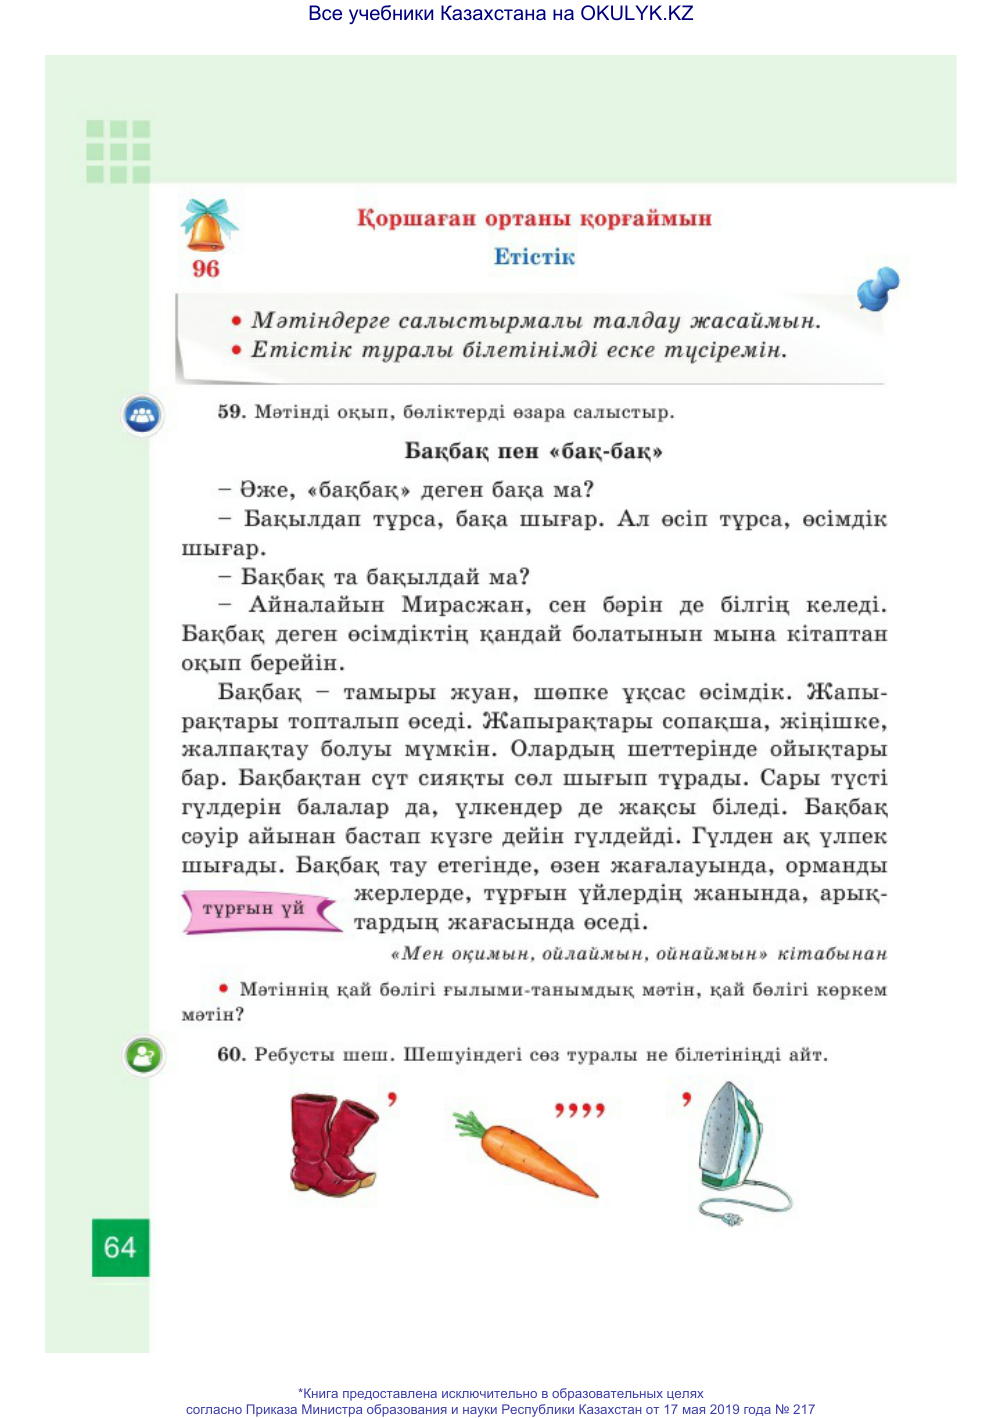 Все учебники Казахстана на OKULYK.KZ
Қоршаған ортаны қорғаймын
Етістік
96
• Мәтіндерге салыстырмалы талдау жасаймын.
• Етістік туралы білетінімді еске түсіремін.
59. Мәтінді оқып, бөліктерді өзара салыстыр.
Бақбақ пен «бақ-бақ»
– Әже, «бақбақ» деген бақа ма?
– Бақылдап тұрса, бақа шығар. Ал өсіп тұрса, өсімдік
шығар.
– Бақбақ та бақылдай ма?
– Айналайын Мирасжан, сен бәрін де білгің келеді.
Бақбақ деген өсімдіктің қандай болатынын мына кітаптан
оқып берейін.
Бақбақ – тамыры жуан, шөпке ұқсас өсімдік. Жапы-
рақтары топталып өседі. Жапырақтары сопақша, жіңішке,
жалпақтау болуы мүмкін. Олардың шеттерінде ойықтары
бар. Бақбақтан сүт сияқты сөл шығып тұрады. Сары түсті
гүлдерін балалар да, үлкендер де жақсы біледі. Бақбақ
сәуір айынан бастап күзге дейін гүлдейді. Гүлден ақ үлпек
шығады. Бақбақ тау етегінде, өзен жағалауында, орманды
жерлерде, тұрғын үйлердің жанында, арық-
тардың жағасында өседі.
тұрғын үй
«Мен оқимын, ойлаймын, ойнаймын» кітабынан
• Мәтіннің қай бөлігі ғылыми-танымдық мәтін, қай бөлігі көркем
мәтін?
60. Ребусты шеш. Шешуіндегі сөз туралы не білетініңді айт.
, ,,,, ,
64
*Книга предоставлена исключительно в образовательных целях
согласно Приказа Министра образования и науки Республики Казахстан от 17 мая 2019 года № 217